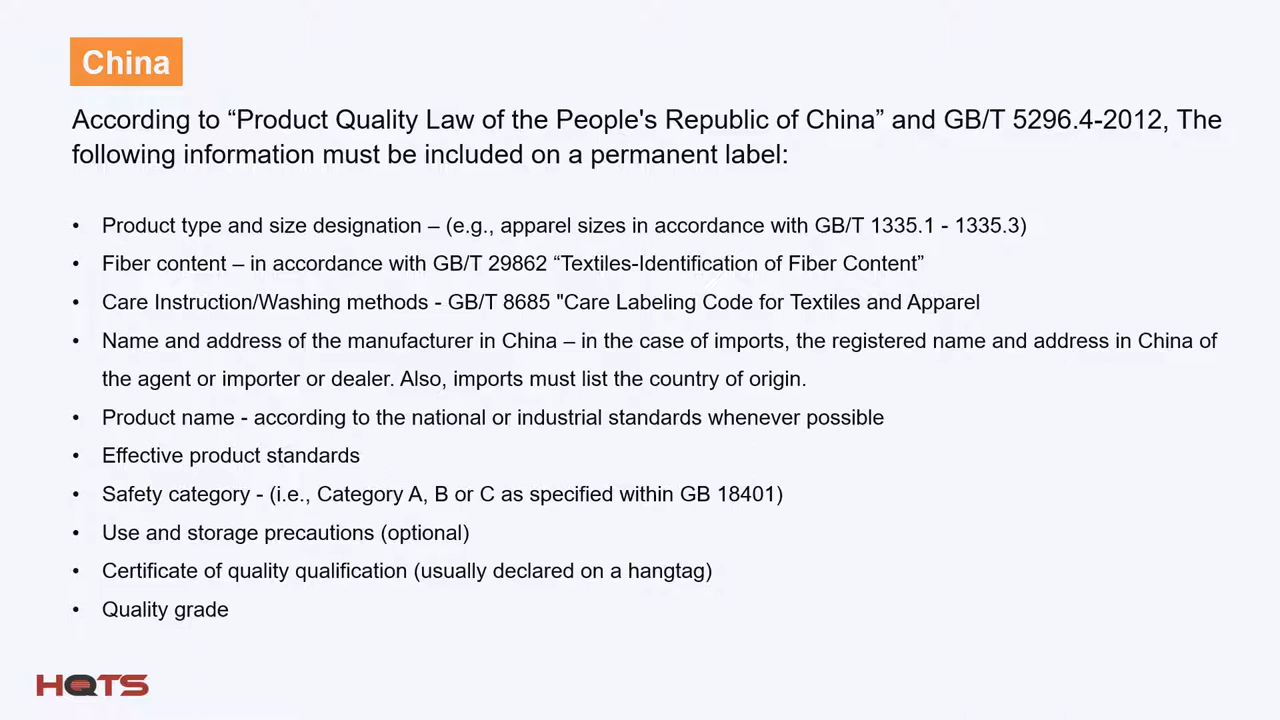 China
According to “Product Quality Law of the People's Republic of China” and GB/T 5296.4-2012, The
following information must be included on a permanent label:
• Product type and size designation – (e.g., apparel sizes in accordance with GB/T 1335.1 - 1335.3)
• Fiber content – in accordance with GB/T 29862 “Textiles-Identification of Fiber Content”
• Care Instruction/Washing methods - GB/T 8685 "Care Labeling Code for Textiles and Apparel
• Name and address of the manufacturer in China – in the case of imports, the registered name and address in China of
the agent or importer or dealer. Also, imports must list the country of origin.
• Product name - according to the national or industrial standards whenever possible
• Effective product standards
• Safety category - (i.e., Category A, B or C as specified within GB 18401)
• Use and storage precautions (optional)
• Certificate of quality qualification (usually declared on a hangtag)
• Quality grade
HQTS